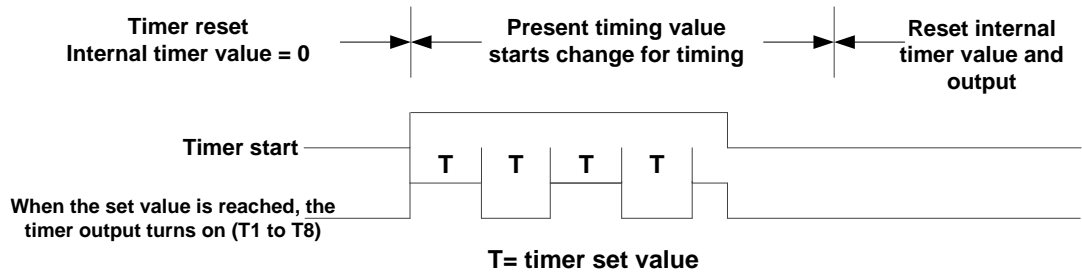 Timer reset
Internal timer value = 0
Present timing value
starts change for timing
Reset internal
timer value and
output
Timer start
T T T T
When the set value is reached, the
timer output turns on (T1 to T8)
T= timer set value